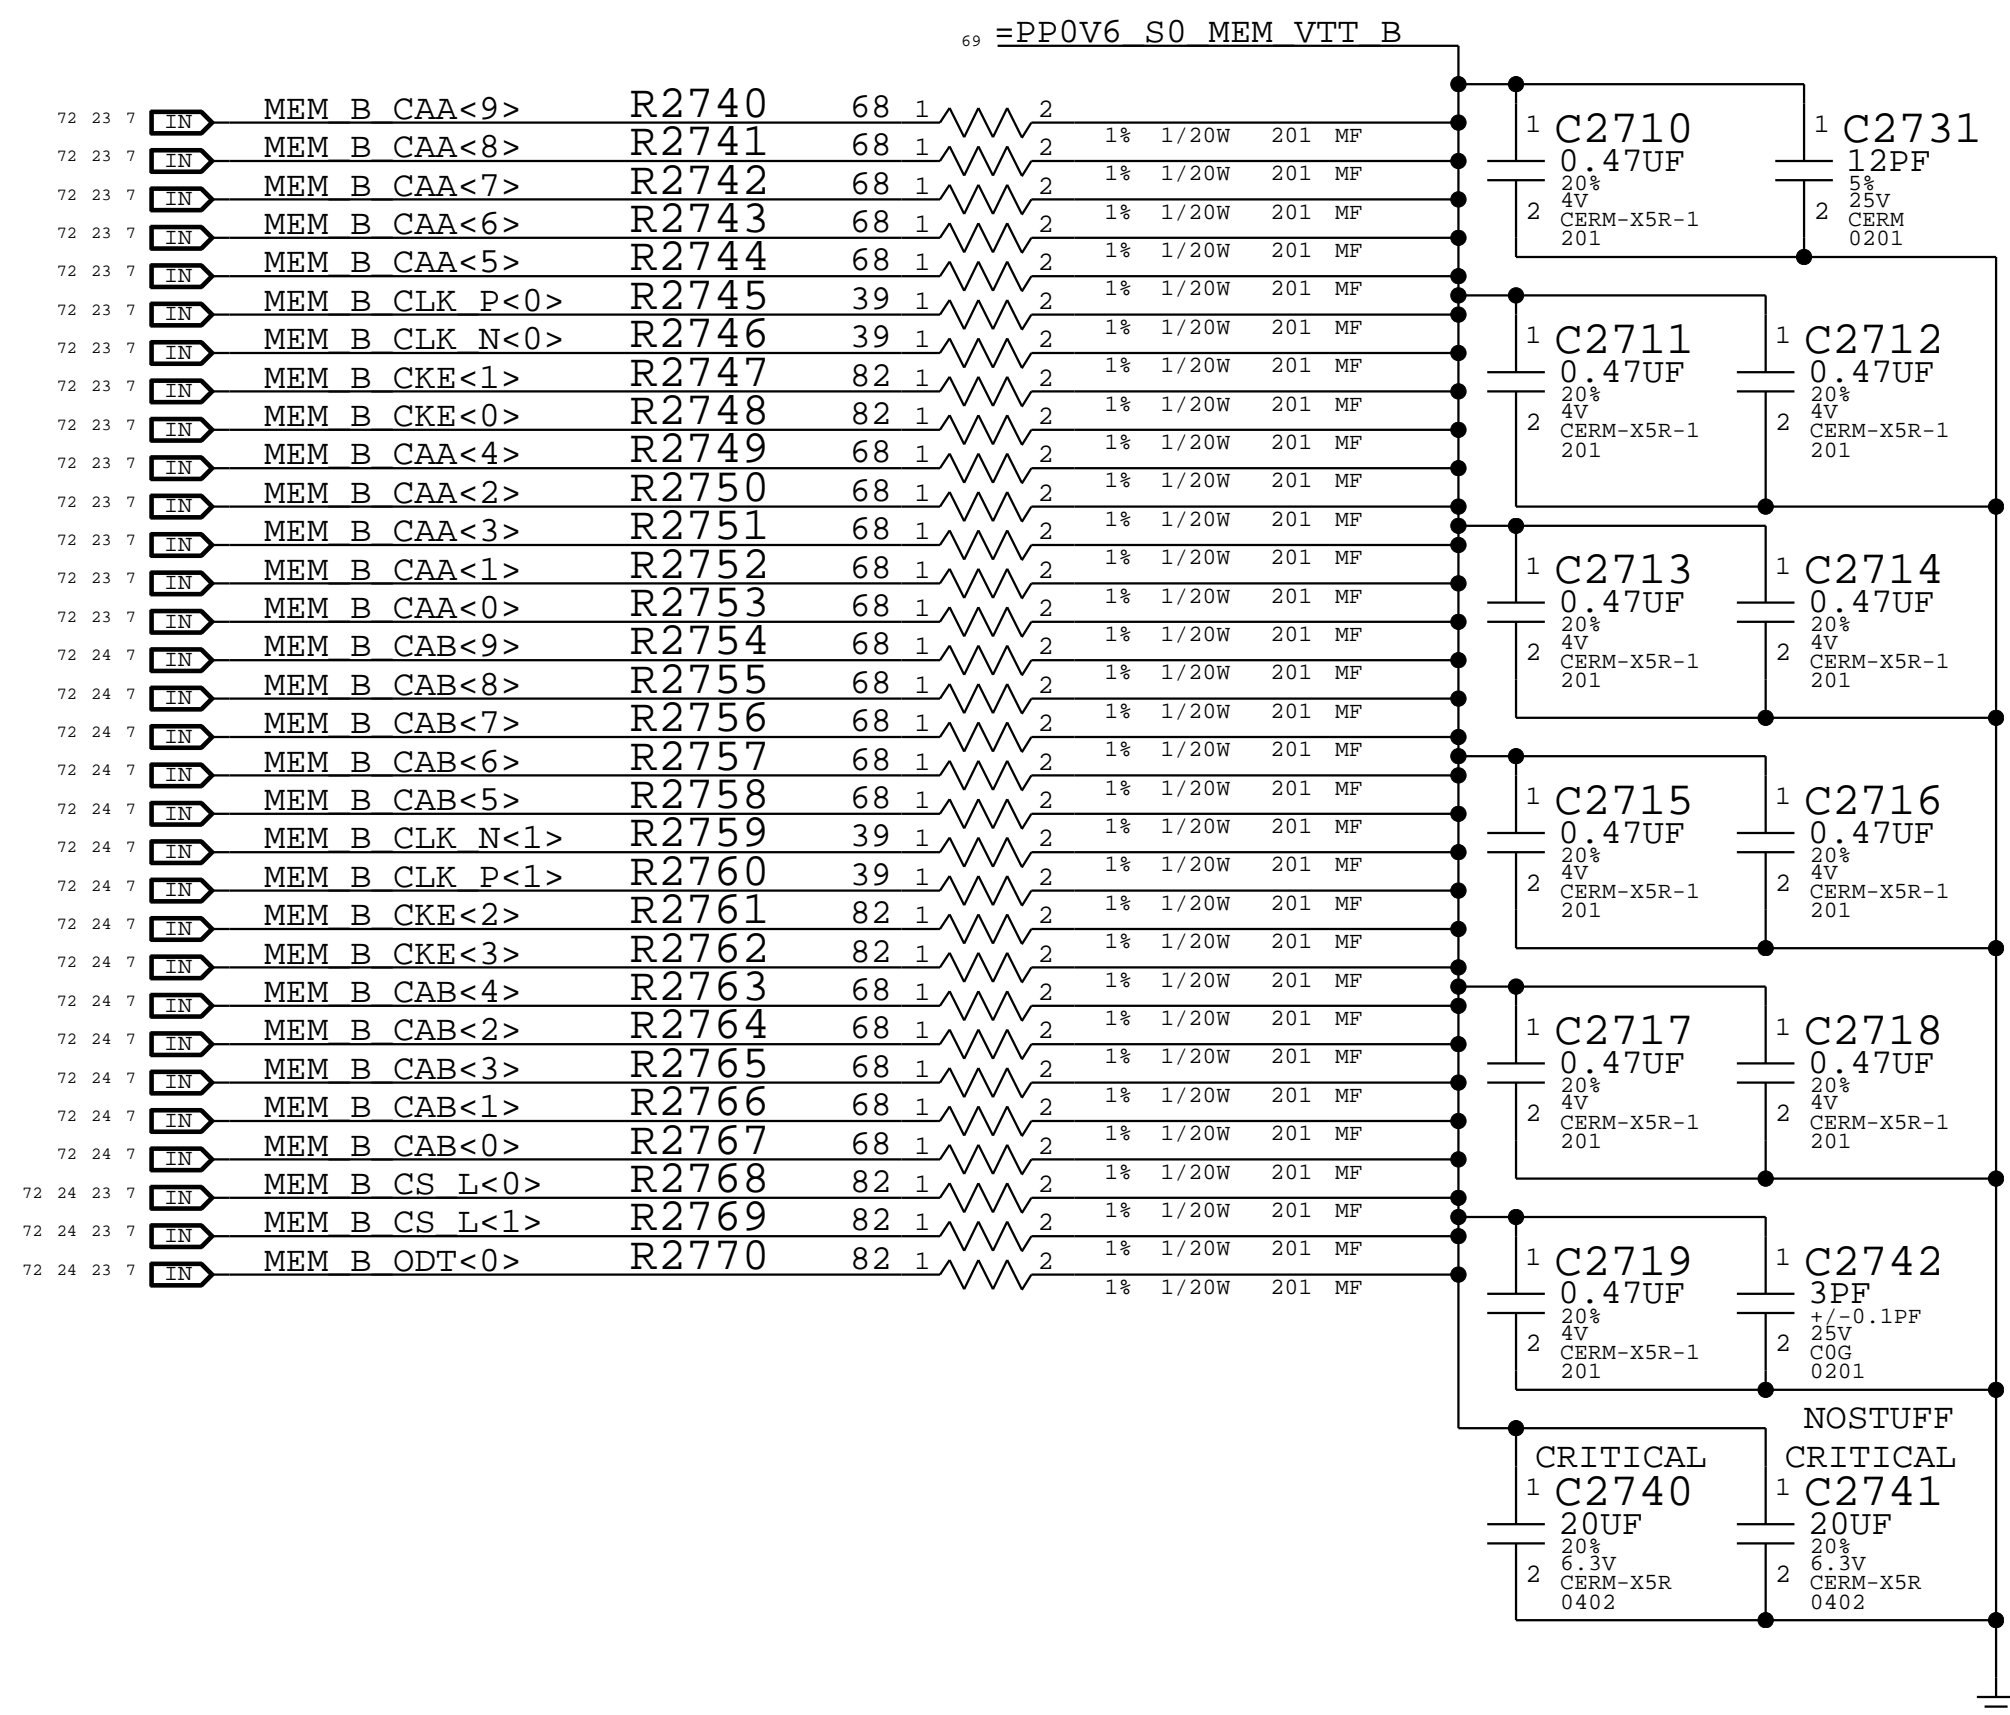 69 =PP0V6_S0_MEM_VTT_B
72 23 7 IN MEM_B_CAA<9> R2740 68 1 2 1% 1/20W 201 MF
72 23 7 IN MEM_B_CAA<8> R2741 68 1 2 1% 1/20W 201 MF
72 23 7 IN MEM_B_CAA<7> R2742 68 1 2 1% 1/20W 201 MF
72 23 7 IN MEM_B_CAA<6> R2743 68 1 2 1% 1/20W 201 MF
72 23 7 IN MEM_B_CAA<5> R2744 68 1 2 1% 1/20W 201 MF
72 23 7 IN MEM_B_CLK_P<0> R2745 39 1 2 1% 1/20W 201 MF
72 23 7 IN MEM_B_CLK_N<0> R2746 39 1 2 1% 1/20W 201 MF
72 23 7 IN MEM_B_CKE<1> R2747 82 1 2 1% 1/20W 201 MF
72 23 7 IN MEM_B_CKE<0> R2748 82 1 2 1% 1/20W 201 MF
72 23 7 IN MEM_B_CAA<4> R2749 68 1 2 1% 1/20W 201 MF
72 23 7 IN MEM_B_CAA<2> R2750 68 1 2 1% 1/20W 201 MF
72 23 7 IN MEM_B_CAA<3> R2751 68 1 2 1% 1/20W 201 MF
72 23 7 IN MEM_B_CAA<1> R2752 68 1 2 1% 1/20W 201 MF
72 23 7 IN MEM_B_CAA<0> R2753 68 1 2 1% 1/20W 201 MF
72 24 7 IN MEM_B_CAB<9> R2754 68 1 2 1% 1/20W 201 MF
72 24 7 IN MEM_B_CAB<8> R2755 68 1 2 1% 1/20W 201 MF
72 24 7 IN MEM_B_CAB<7> R2756 68 1 2 1% 1/20W 201 MF
72 24 7 IN MEM_B_CAB<6> R2757 68 1 2 1% 1/20W 201 MF
72 24 7 IN MEM_B_CAB<5> R2758 68 1 2 1% 1/20W 201 MF
72 24 7 IN MEM_B_CLK_N<1> R2759 39 1 2 1% 1/20W 201 MF
72 24 7 IN MEM_B_CLK_P<1> R2760 39 1 2 1% 1/20W 201 MF
72 24 7 IN MEM_B_CKE<2> R2761 82 1 2 1% 1/20W 201 MF
72 24 7 IN MEM_B_CKE<3> R2762 82 1 2 1% 1/20W 201 MF
72 24 7 IN MEM_B_CAB<4> R2763 68 1 2 1% 1/20W 201 MF
72 24 7 IN MEM_B_CAB<2> R2764 68 1 2 1% 1/20W 201 MF
72 24 7 IN MEM_B_CAB<3> R2765 68 1 2 1% 1/20W 201 MF
72 24 7 IN MEM_B_CAB<1> R2766 68 1 2 1% 1/20W 201 MF
72 24 7 IN MEM_B_CAB<0> R2767 68 1 2 1% 1/20W 201 MF
72 24 23 7 IN MEM_B_CS_L<0> R2768 82 1 2 1% 1/20W 201 MF
72 24 23 7 IN MEM_B_CS_L<1> R2769 82 1 2 1% 1/20W 201 MF
72 24 23 7 IN MEM_B_ODT<0> R2770 82 1 2 1% 1/20W 201 MF
1 C2710
0.47UF
20%
4V
2 CERM-X5R-1
201
1 C2731
12PF
5%
25V
2 CERM
0201
1 C2711
0.47UF
20%
4V
2 CERM-X5R-1
201
1 C2712
0.47UF
20%
4V
2 CERM-X5R-1
201
1 C2713
0.47UF
20%
4V
2 CERM-X5R-1
201
1 C2714
0.47UF
20%
4V
2 CERM-X5R-1
201
1 C2715
0.47UF
20%
4V
2 CERM-X5R-1
201
1 C2716
0.47UF
20%
4V
2 CERM-X5R-1
201
1 C2717
0.47UF
20%
4V
2 CERM-X5R-1
201
1 C2718
0.47UF
20%
4V
2 CERM-X5R-1
201
1 C2719
0.47UF
20%
4V
2 CERM-X5R-1
201
1 C2742
3PF
+/-0.1PF
25V
2 C0G
0201
CRITICAL
1 C2740
20UF
20%
6.3V
2 CERM-X5R
0402
NOSTUFF
CRITICAL
1 C2741
20UF
20%
6.3V
2 CERM-X5R
0402